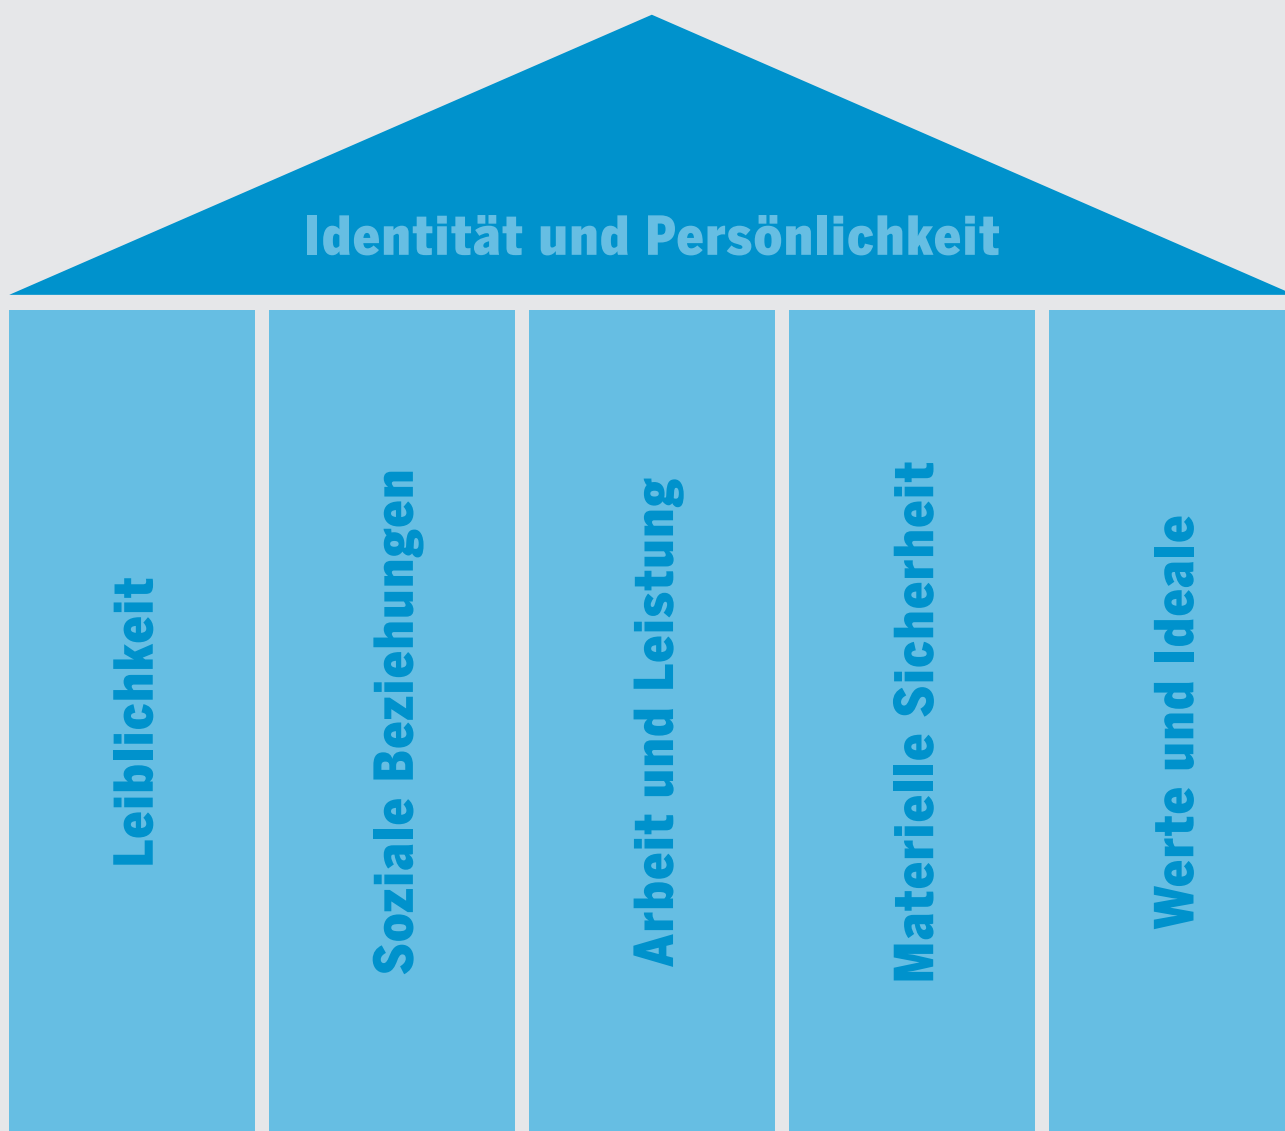 Identität und Persönlichkeit
Leiblichkeit
Soziale Beziehungen
Arbeit und Leistung
Materielle Sicherheit
Werte und Ideale